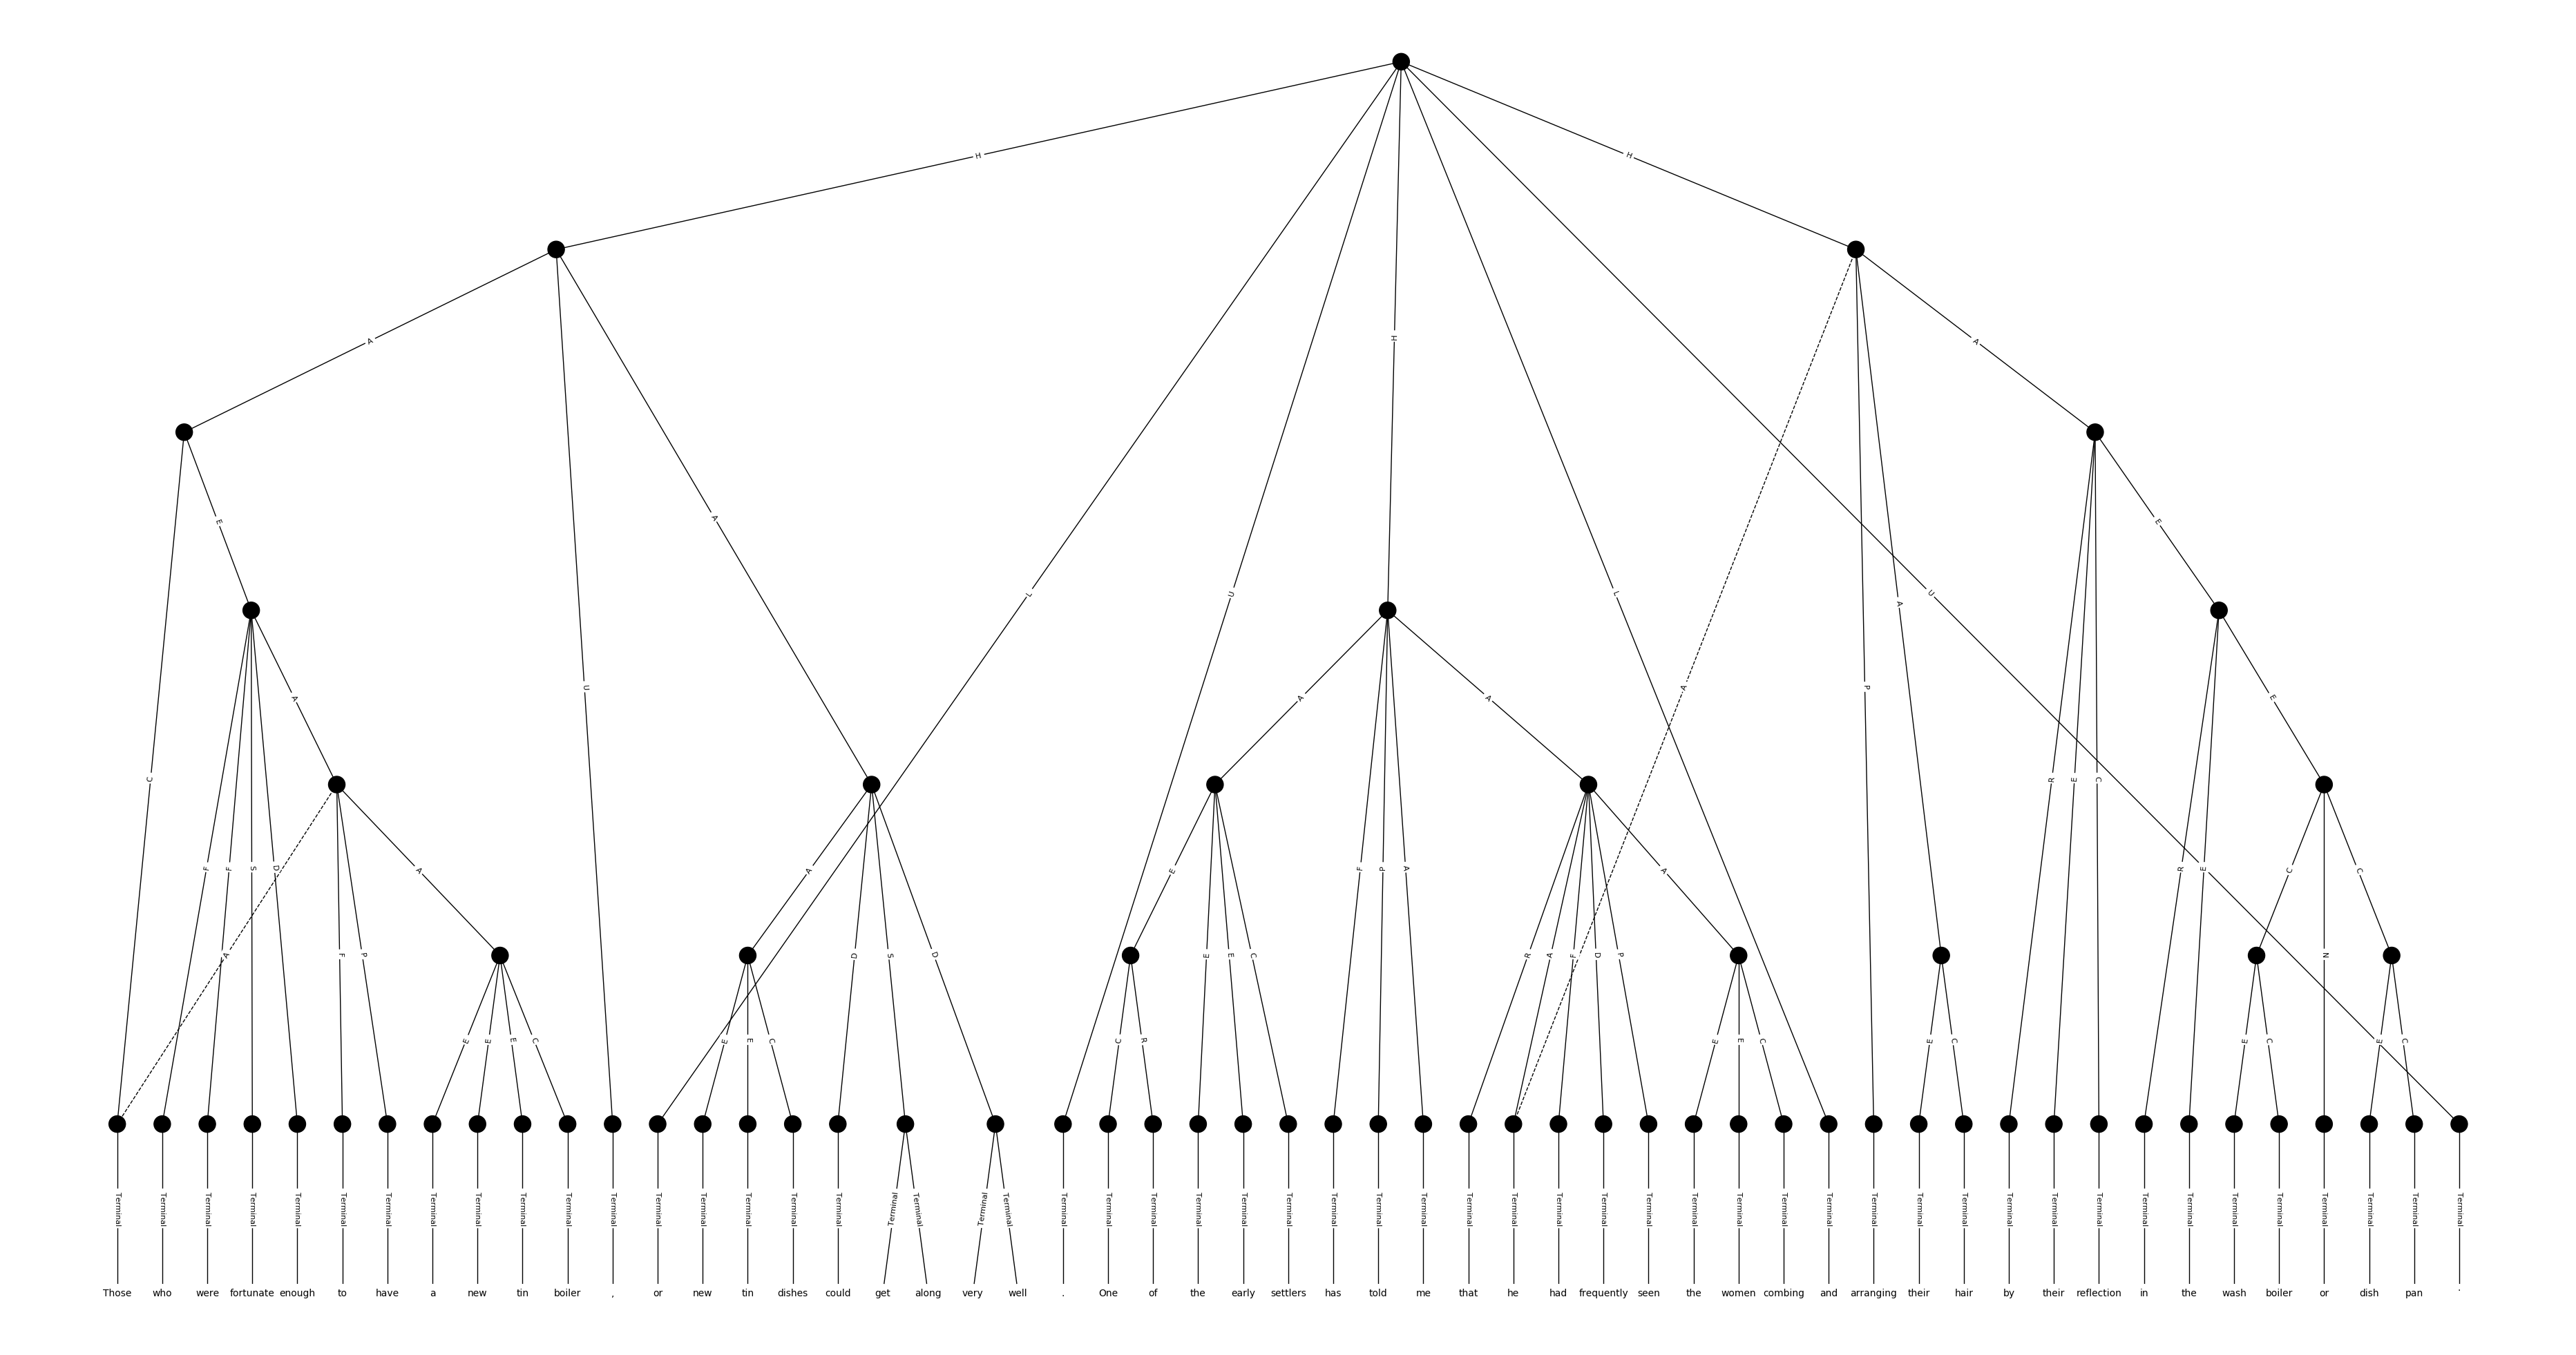 H H
H
A A
E E
A L U L U
C A U A A P A A E
F F S D A A E F P A R A F D P A R E C R E C C
A F P D S D E E E C N
E E E C E E C C R E E C E C E C E C
Terminal Terminal Terminal Terminal Terminal Terminal Terminal Terminal Terminal Terminal Terminal Terminal Terminal Terminal Terminal Terminal Terminal Terminal Terminal Terminal Terminal Terminal Terminal Terminal Terminal Terminal Terminal Terminal Terminal Terminal Terminal Terminal Terminal Terminal Terminal Terminal Terminal Terminal Terminal Terminal Terminal Terminal Terminal Terminal Terminal Terminal Terminal Terminal Terminal Terminal Terminal Terminal Terminal
Those who were fortunate enough to have a new tin boiler , or new tin dishes could get along very well . One of the early settlers has told me that he had frequently seen the women combing and arranging their hair by their reflection in the wash boiler or dish pan '